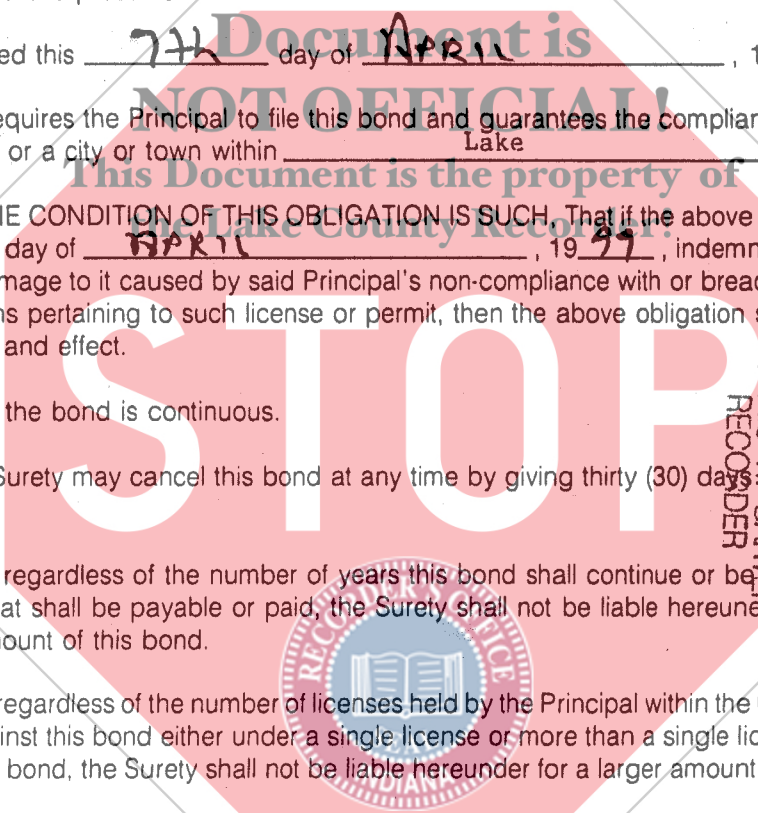 ed this 7th day of April , 1
equires the Principal to file this bond and guarantees the complian
or a city or town within Lake
HE CONDITION OF THIS OBLIGATION IS SUCH, That if the above
day of April , 19 99 , indemn
mage to it caused by said Principal's non-compliance with or breac
ns pertaining to such license or permit, then the above obligation s
and effect.
the bond is continuous.
Surety may cancel this bond at any time by giving thirty (30) days
regardless of the number of years this bond shall continue or be
at shall be payable or paid, the Surety shall not be liable hereun
ount of this bond.
regardless of the number of licenses held by the Principal within the
inst this bond either under a single license or more than a single lic
bond, the Surety shall not be liable hereunder for a larger amount
Document is
NOT OFFICIAL!
This Document is the property of
the Lake County Recorder!
STOP
RECORDER
RECORDER'S OFFICE
INDIANA